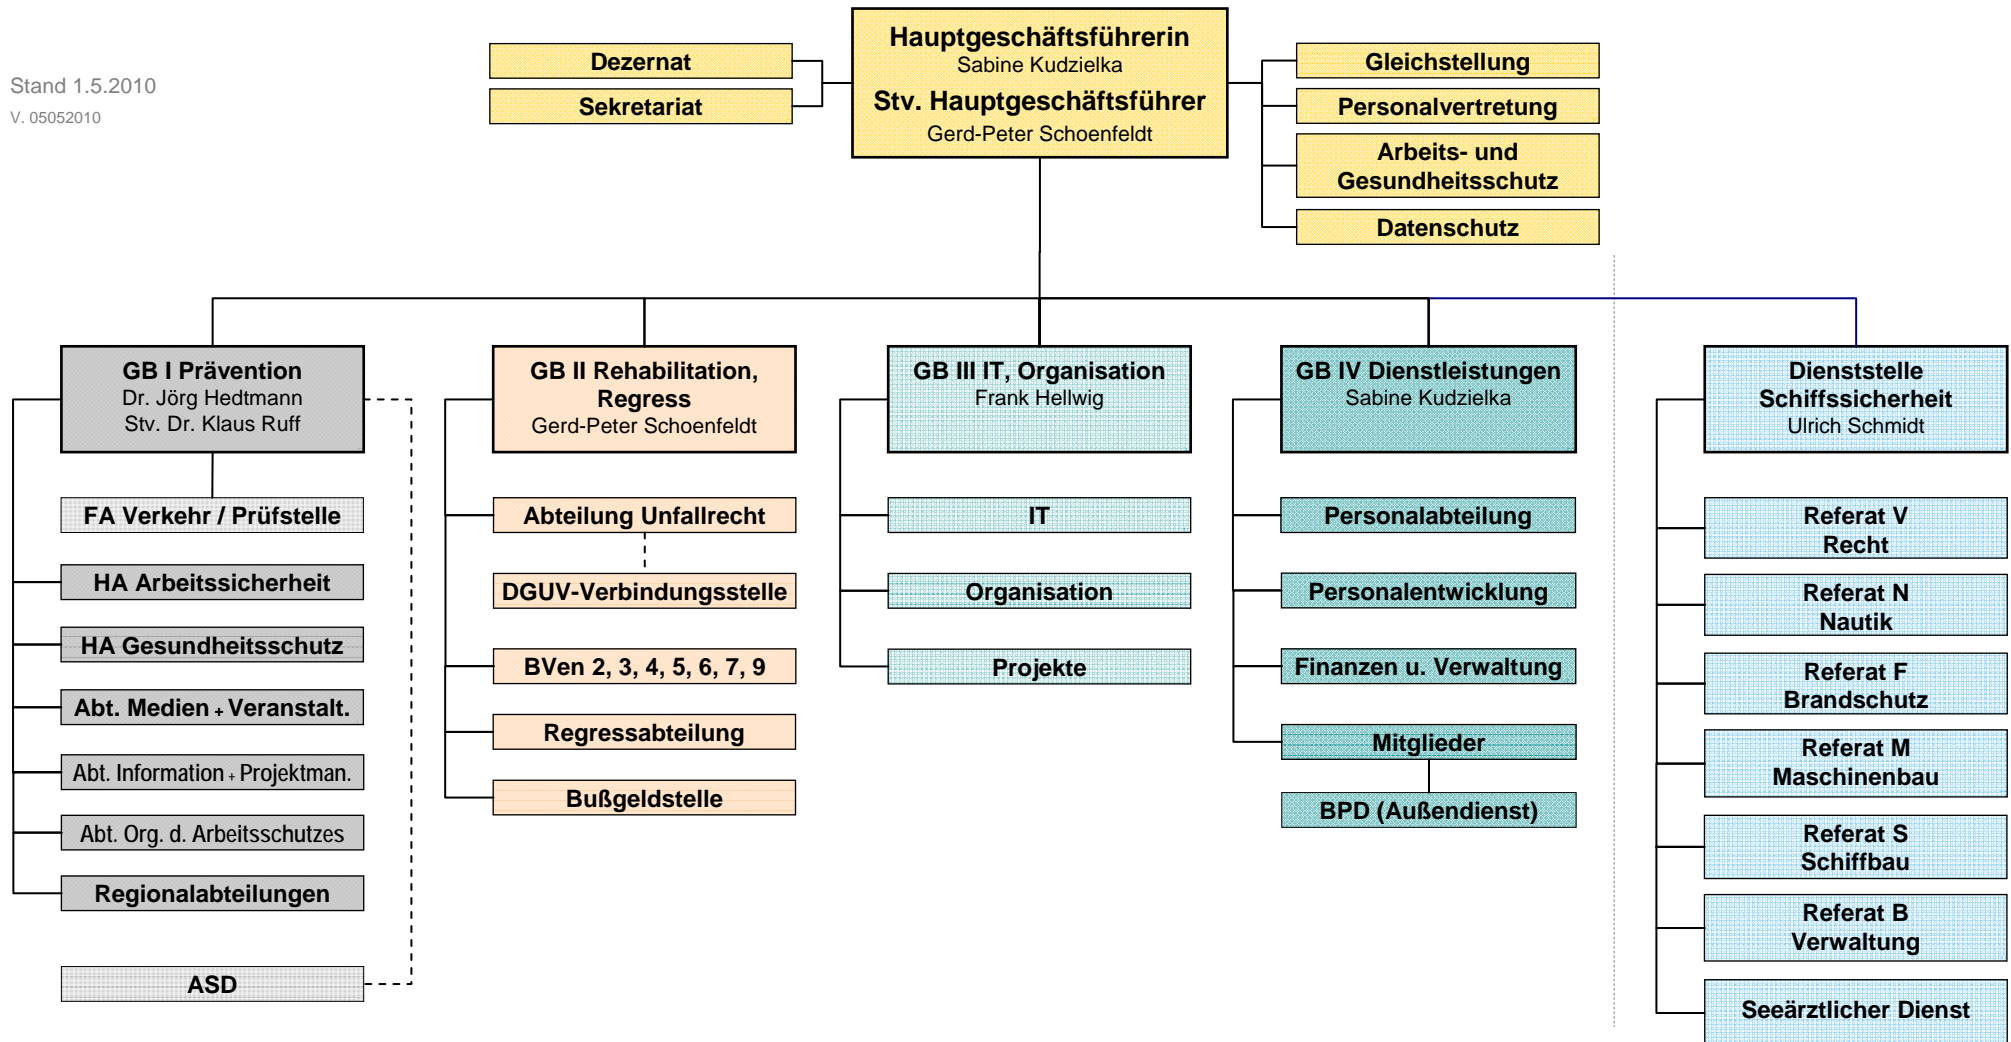 Stand 1.5.2010
V. 05052010
Dezernat
Sekretariat
Hauptgeschäftsführerin
Sabine Kudzielka
Stv. Hauptgeschäftsführer
Gerd-Peter Schoenfeldt
Gleichstellung
Personalvertretung
Arbeits- und
Gesundheitsschutz
Datenschutz
GB I Prävention
Dr. Jörg Hedtmann
Stv. Dr. Klaus Ruff
FA Verkehr / Prüfstelle
HA Arbeitssicherheit
HA Gesundheitsschutz
Abt. Medien + Veranstalt.
Abt. Information + Projektman.
Abt. Org. d. Arbeitsschutzes
Regionalabteilungen
ASD
GB II Rehabilitation,
Regress
Gerd-Peter Schoenfeldt
Abteilung Unfallrecht
DGUV-Verbindungsstelle
BVen 2, 3, 4, 5, 6, 7, 9
Regressabteilung
Bußgeldstelle
GB III IT, Organisation
Frank Hellwig
IT
Organisation
Projekte
GB IV Dienstleistungen
Sabine Kudzielka
Personalabteilung
Personalentwicklung
Finanzen u. Verwaltung
Mitglieder
BPD (Außendienst)
Dienststelle
Schiffssicherheit
Ulrich Schmidt
Referat V
Recht
Referat N
Nautik
Referat F
Brandschutz
Referat M
Maschinenbau
Referat S
Schiffbau
Referat B
Verwaltung
Seeärztlicher Dienst